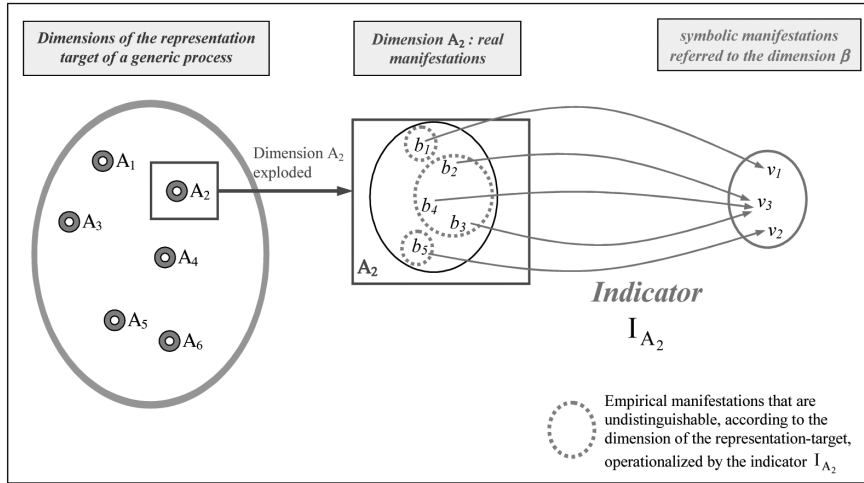 Dimensions of the representation
target of a generic process
Dimension A2 : real
manifestations
symbolic manifestations
referred to the dimension β
A1
A2
A3
A4
A5
A6
Dimension A2
exploded
b1
b2
b4
b3
b5
A2
v1
v3
v2
Indicator
I A2
Empirical manifestations that are
undistinguishable, according to the
dimension of the representation-target,
operationalized by the indicator I A2